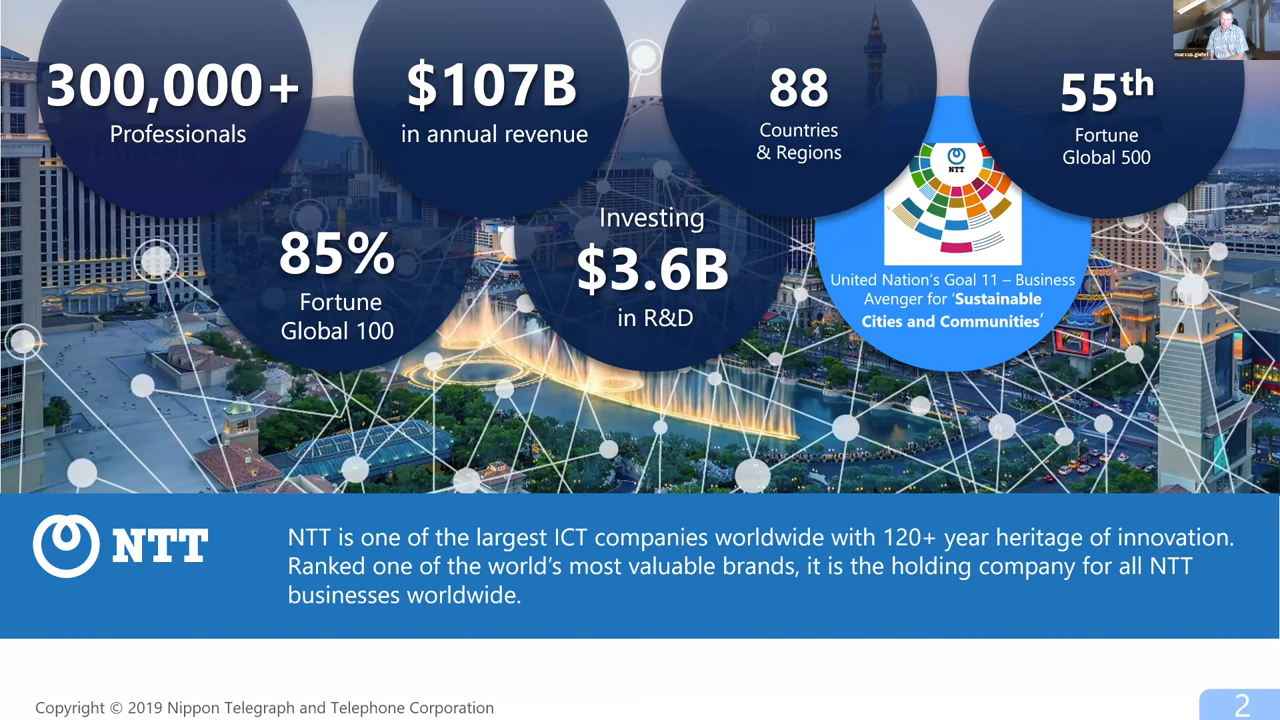 300,000+
Professionals
$107B
in annual revenue
88
Countries
& Regions
55th
Fortune
Global 500
marcus.giehrl
85%
Fortune
Global 100
Investing
$3.6B
in R&D
NTT
United Nation's Goal 11 – Business
Avenger for 'Sustainable
Cities and Communities'
NTT
NTT is one of the largest ICT companies worldwide with 120+ year heritage of innovation.
Ranked one of the world's most valuable brands, it is the holding company for all NTT
businesses worldwide.
Copyright © 2019 Nippon Telegraph and Telephone Corporation
2